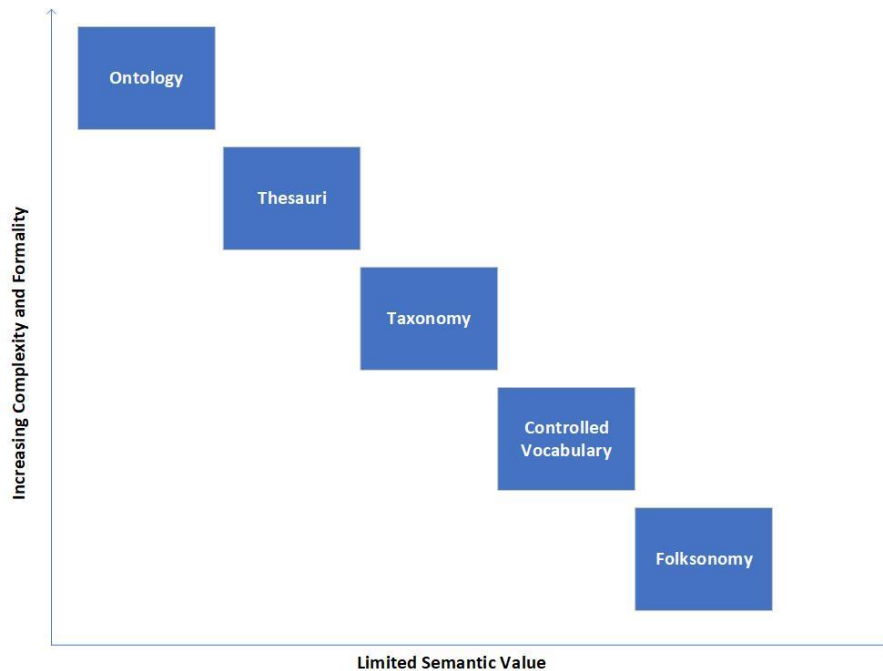 Ontology
Thesauri
Increasing Complexity and Formality
Taxonomy
Controlled
Vocabulary
Folksonomy
Limited Semantic Value